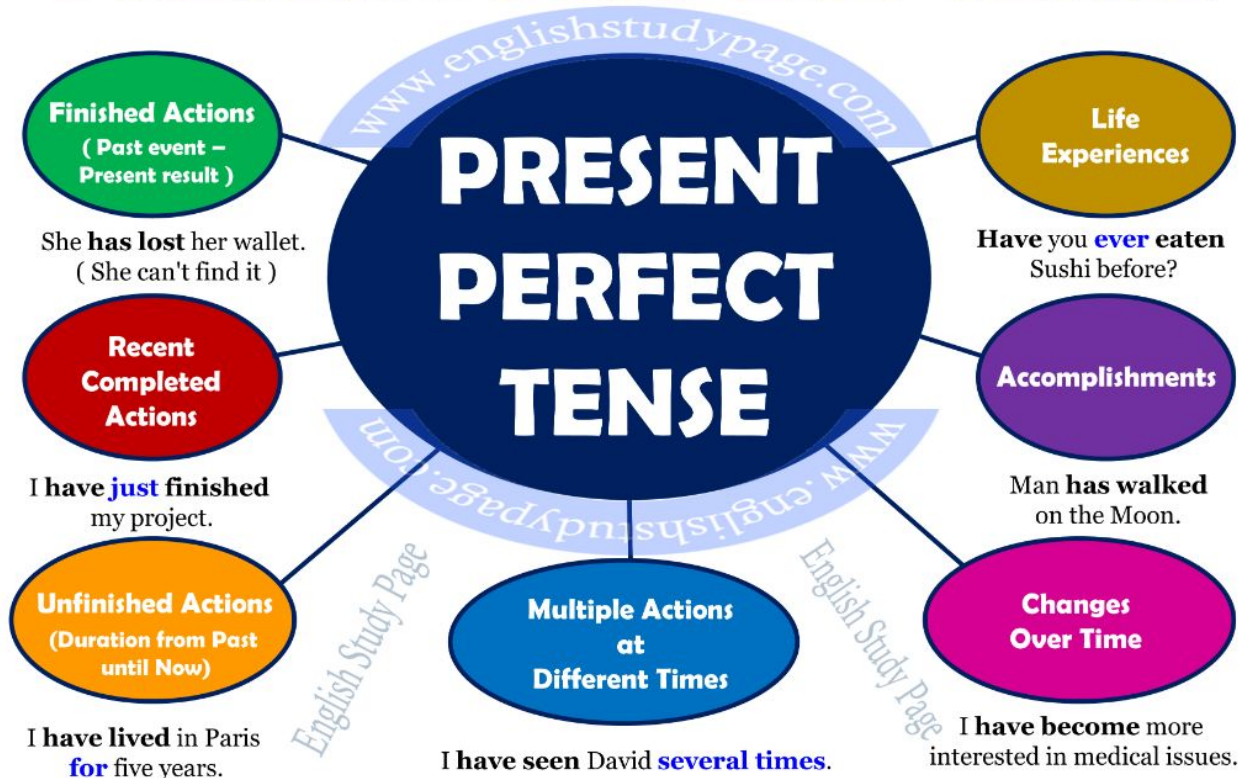 www.englishstudypage.com
PRESENT
PERFECT
TENSE
www.englishstudypage.com
Finished Actions
( Past event –
Present result )
She has lost her wallet.
( She can't find it )
Recent
Completed
Actions
I have just finished
my project.
Unfinished Actions
(Duration from Past
until Now)
I have lived in Paris
for five years.
English Study Page
Multiple Actions
at
Different Times
I have seen David several times.
English Study Page
Life
Experiences
Have you ever eaten
Sushi before?
Accomplishments
Man has walked
on the Moon.
Changes
Over Time
I have become more
interested in medical issues.